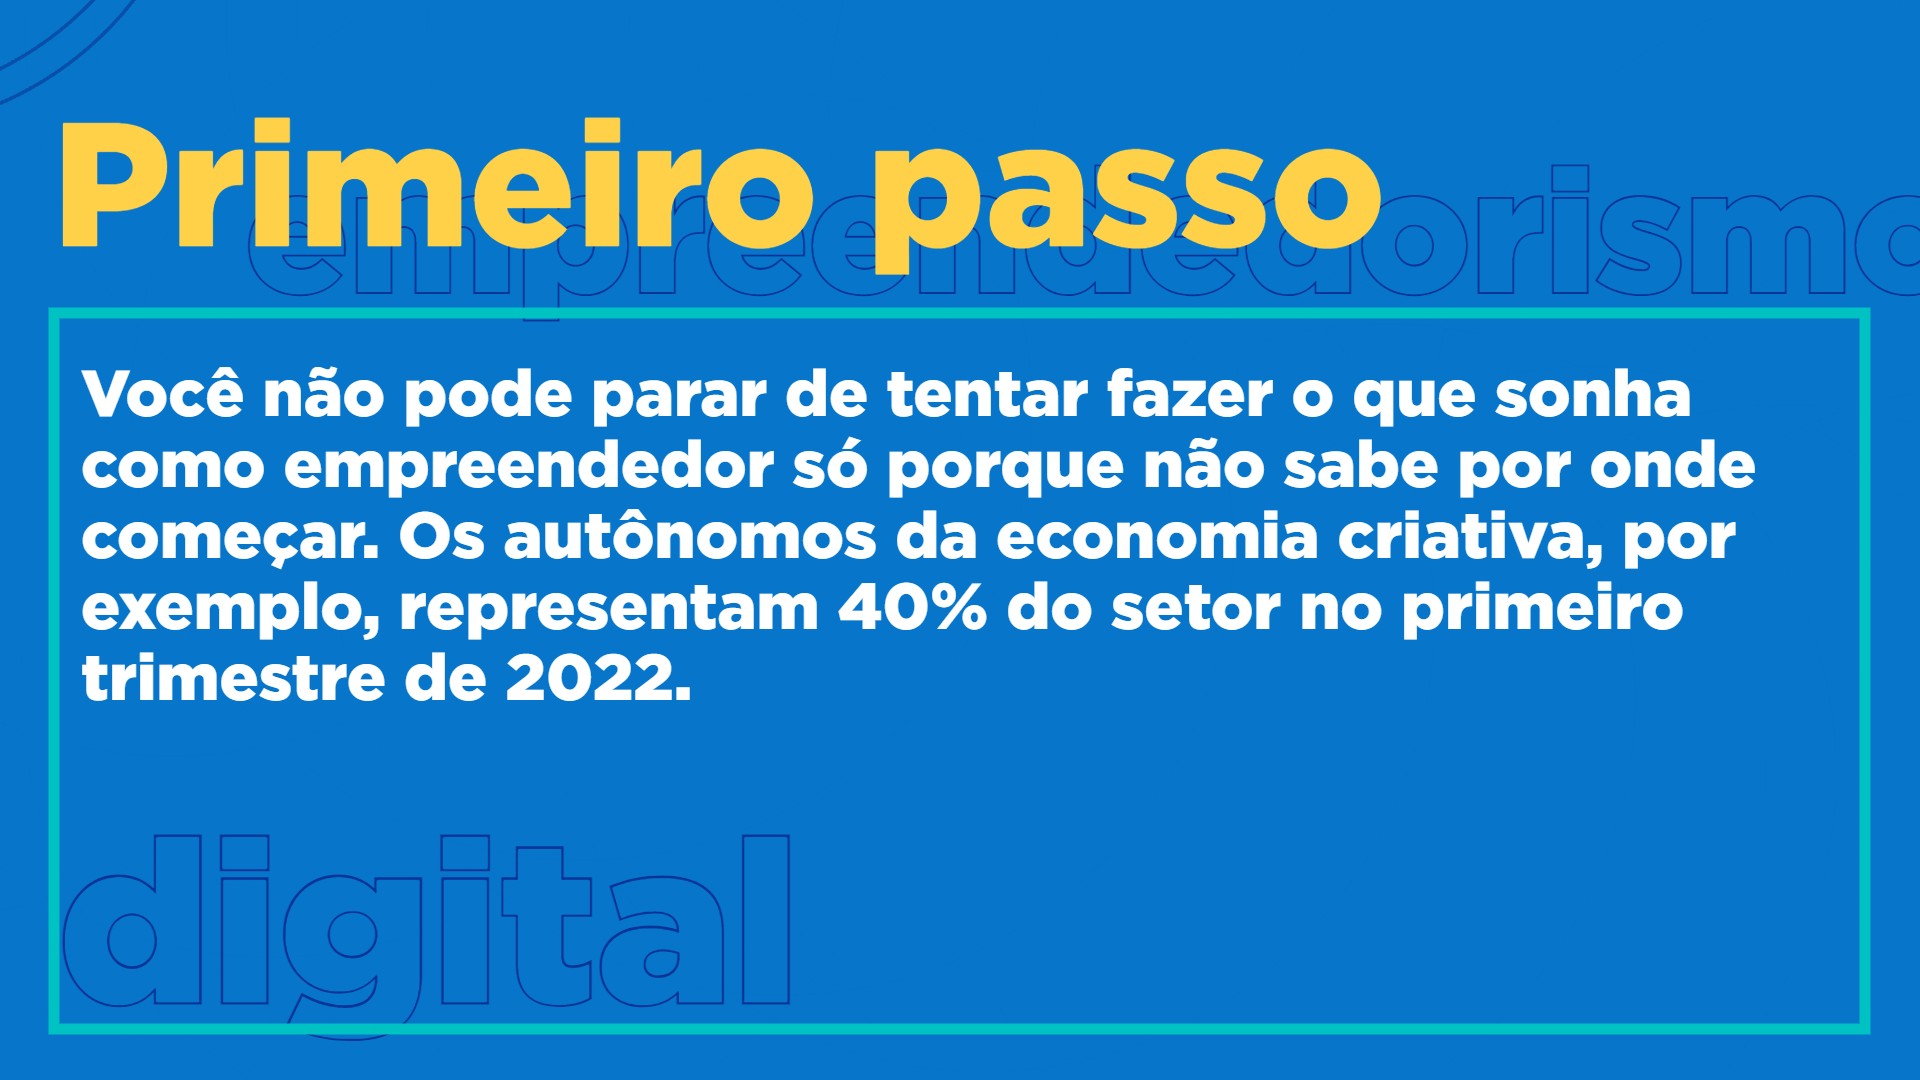 Primeiro passo
empreendedorismo
Você não pode parar de tentar fazer o que sonha
como empreendedor só porque não sabe por onde
começar. Os autônomos da economia criativa, por
exemplo, representam 40% do setor no primeiro
trimestre de 2022.
digital